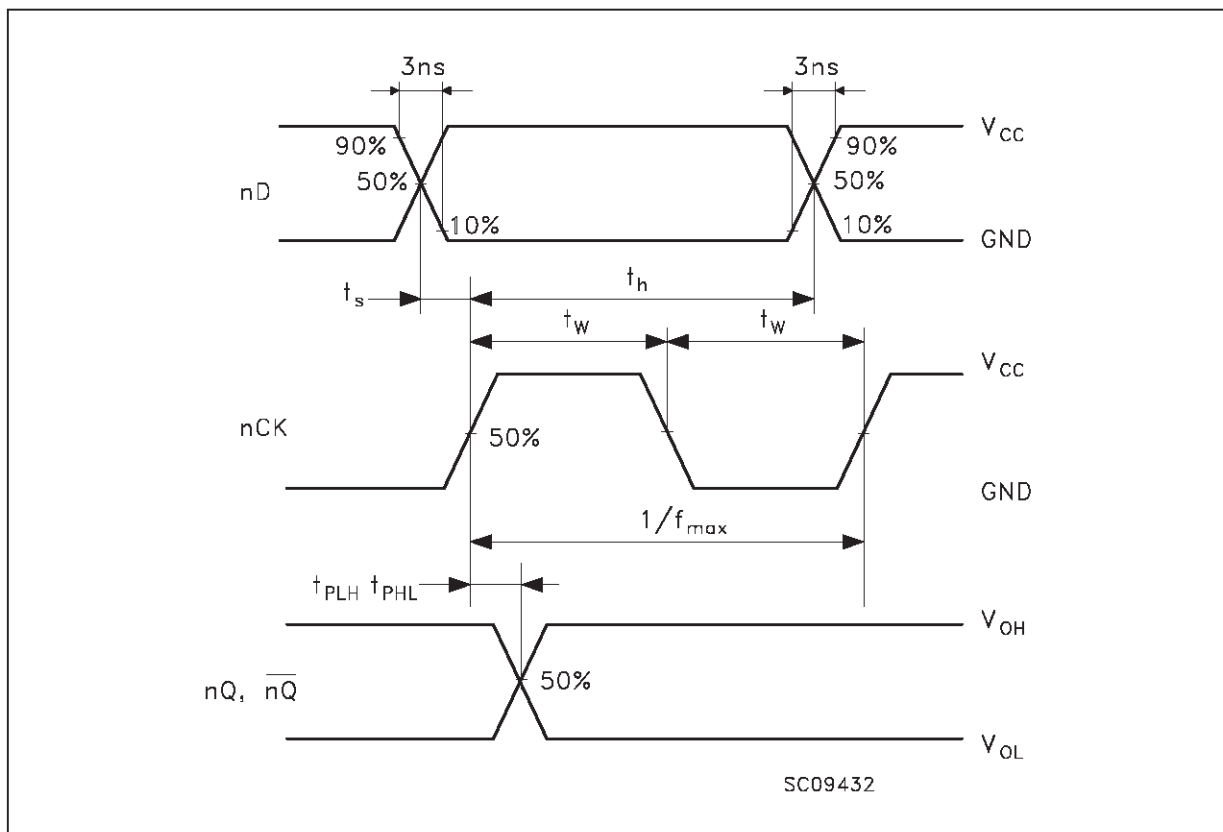 3ns 3ns
V_CC
90% 90%
nD 50% 50%
10% 10%
GND
t_s t_h
t_W t_W
V_CC
nCK 50%
GND
1/f_max
t_PLH t_PHL
V_OH
nQ, n̅Q̅ 50%
V_OL
SC09432